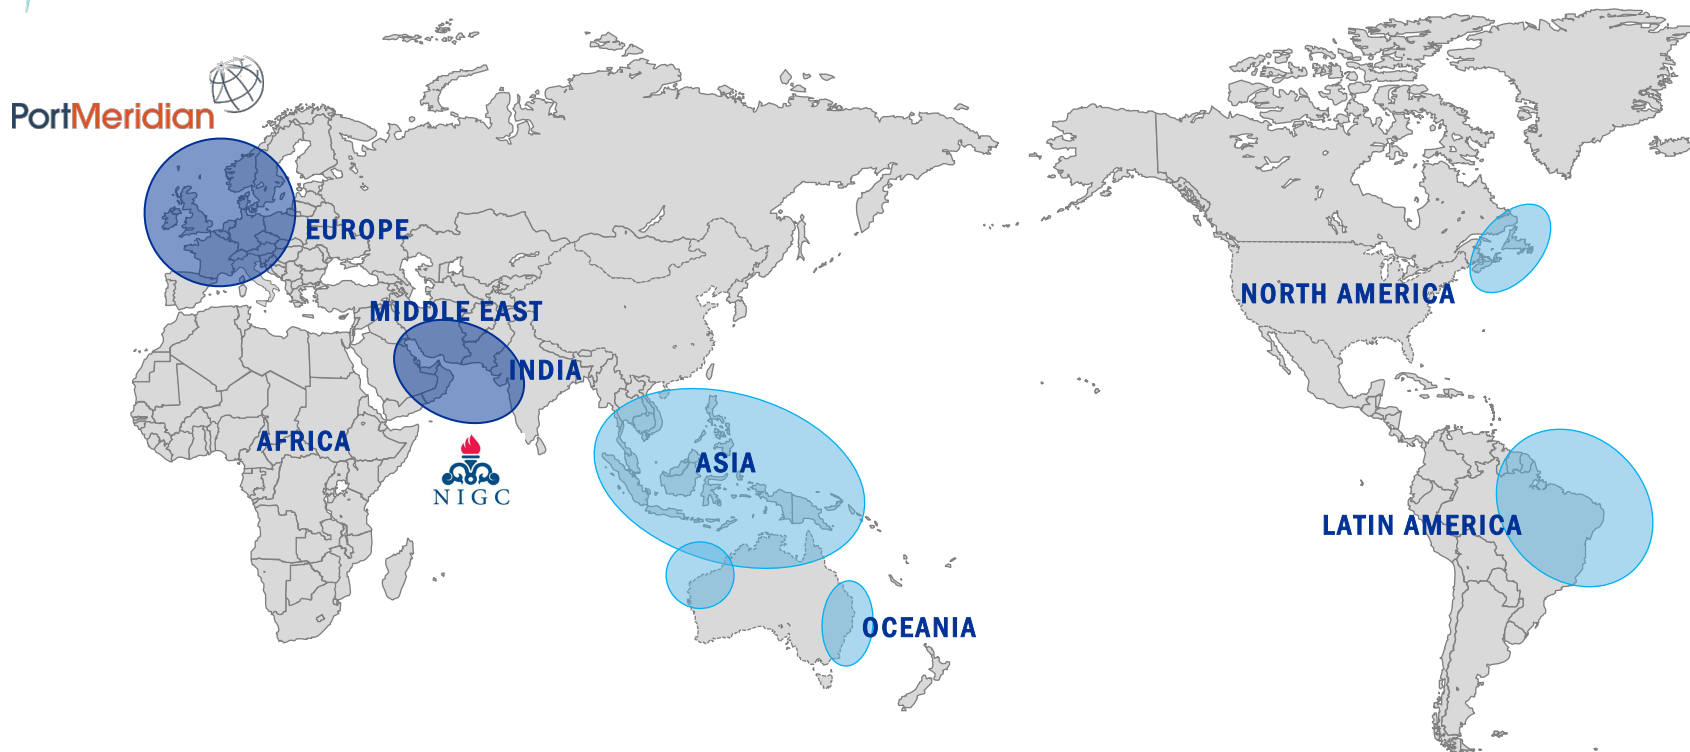 PortMeridian
EUROPE
MIDDLE EAST
INDIA
AFRICA
NIGC
ASIA
OCEANIA
NORTH AMERICA
LATIN AMERICA